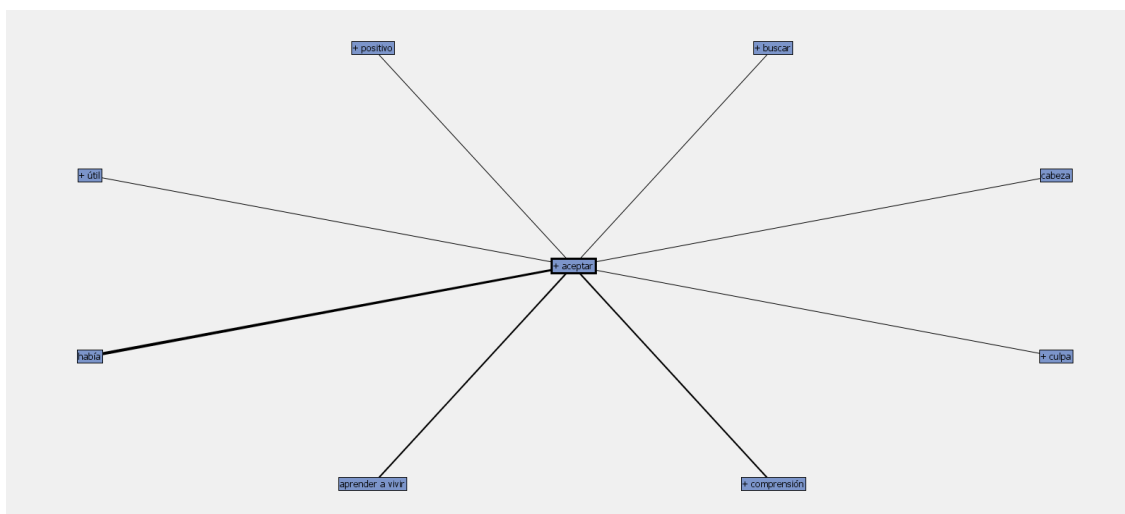 + positivo
+ buscar
+ útil
cabeza
+ aceptar
había
+ culpa
aprender a vivir
+ comprensión